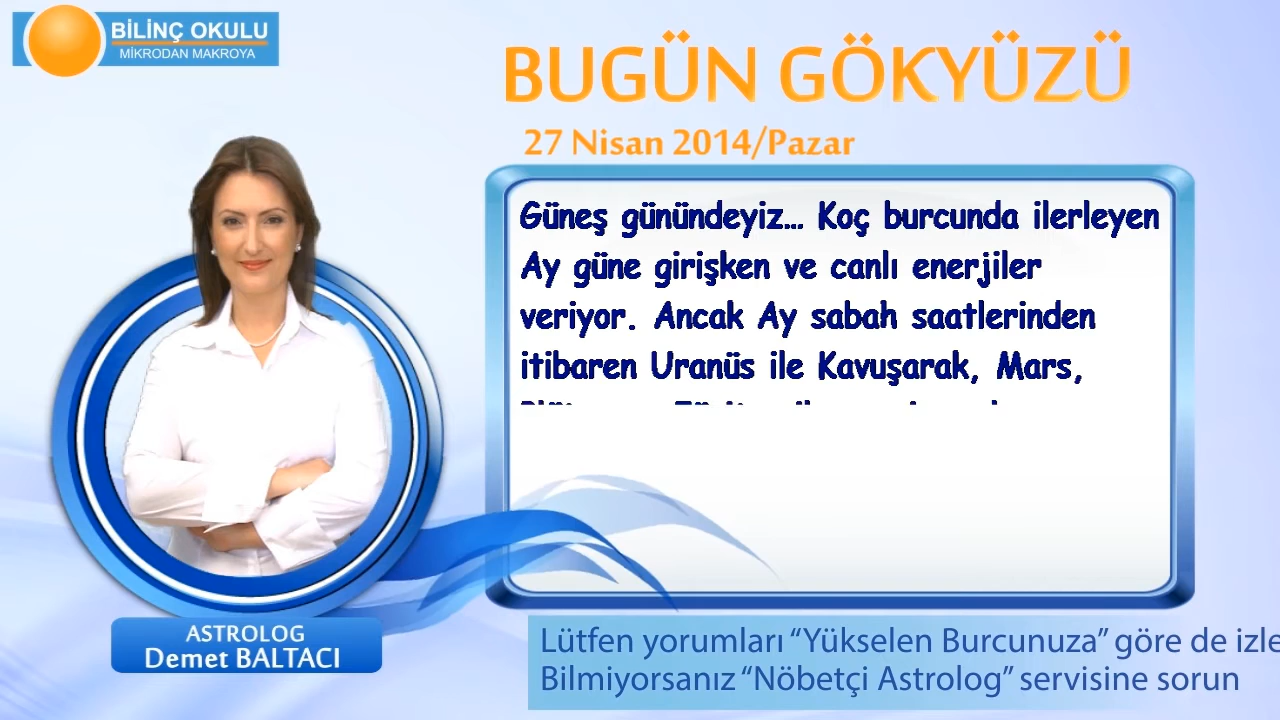 BİLİNÇ OKULU
MİKRODAN MAKROYA
BUGÜN GÖKYÜZÜ
27 Nisan 2014/Pazar
Güneş günündeyiz... Koç burcunda ilerleyen
Ay güne girişken ve canlı enerjiler
veriyor. Ancak Ay sabah saatlerinden
itibaren Uranüs ile Kavuşarak, Mars,
ASTROLOG
Demet BALTACI
Lütfen yorumları “Yükselen Burcunuza” göre de izle
Bilmiyorsanız “Nöbetçi Astrolog” servisine sorun